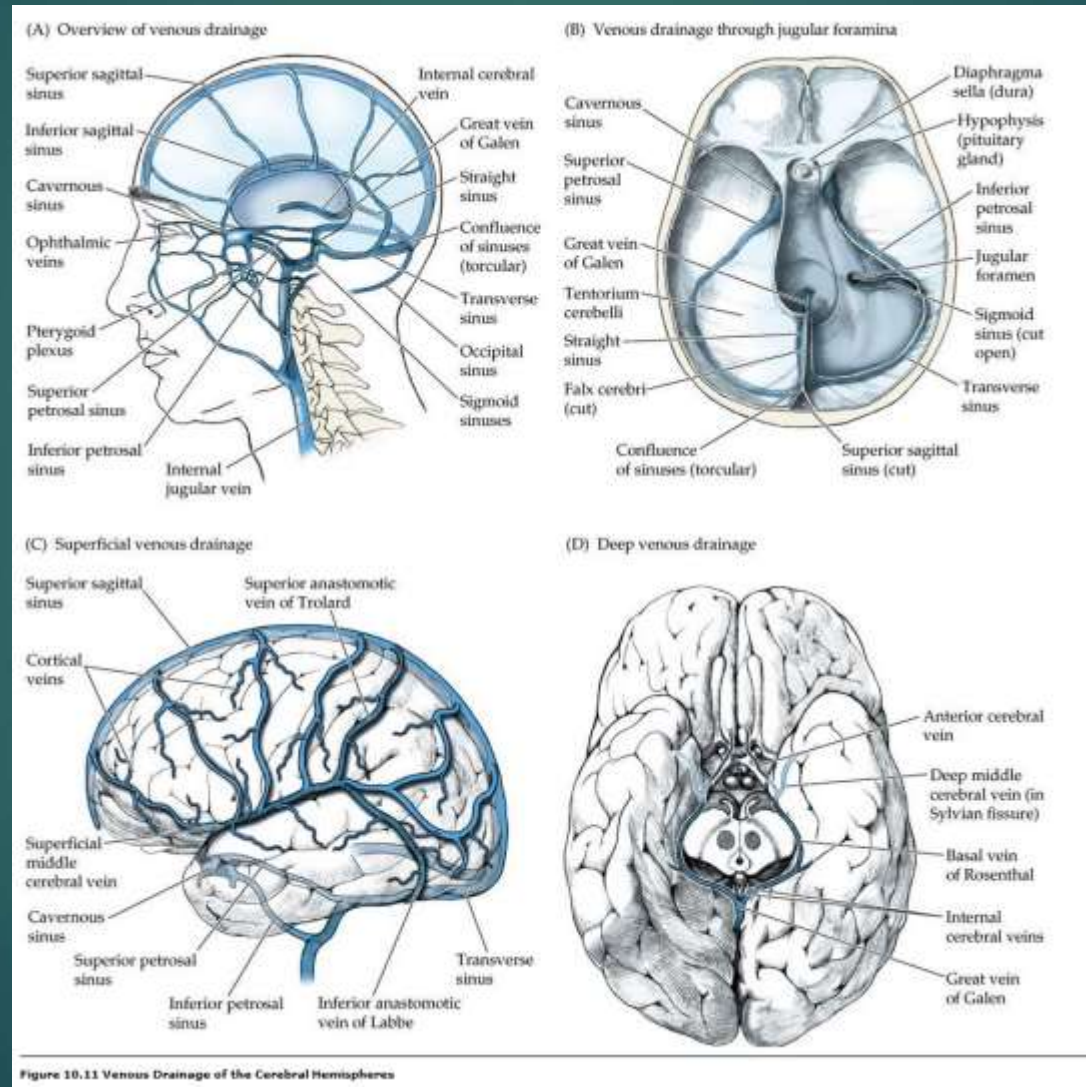 (A) Overview of venous drainage
Superior sagittal
sinus
Inferior sagittal
sinus
Cavernous
sinus
Ophthalmic
veins
Pterygoid
plexus
Superior
petrosal sinus
Inferior petrosal
sinus
Internal
jugular vein
Internal cerebral
vein
Great vein
of Galen
Straight
sinus
Confluence
of sinuses
(torcular)
Transverse
sinus
Occipital
sinus
Sigmoid
sinuses
(B) Venous drainage through jugular foramina
Cavernous
sinus
Superior
petrosal
sinus
Great vein
of Galen
Tentorium
cerebelli
Straight
sinus
Falx cerebri
(cut)
Confluence
of sinuses (torcular)
Diaphragma
sella (dura)
Hypophysis
(pituitary
gland)
Inferior
petrosal
sinus
Jugular
foramen
Sigmoid
sinus (cut
open)
Transverse
sinus
Superior sagittal
sinus (cut)
(C) Superficial venous drainage
Superior sagittal
sinus
Superior anastomotic
vein of Trolard
Cortical
veins
Superficial
middle
cerebral vein
Cavernous
sinus
Superior petrosal
sinus
Inferior petrosal
sinus
Inferior anastomotic
vein of Labbe
Transverse
sinus
(D) Deep venous drainage
Anterior cerebral
vein
Deep middle
cerebral vein (in
Sylvian fissure)
Basal vein
of Rosenthal
Internal
cerebral veins
Great vein
of Galen
Figure 10.11 Venous Drainage of the Cerebral Hemispheres